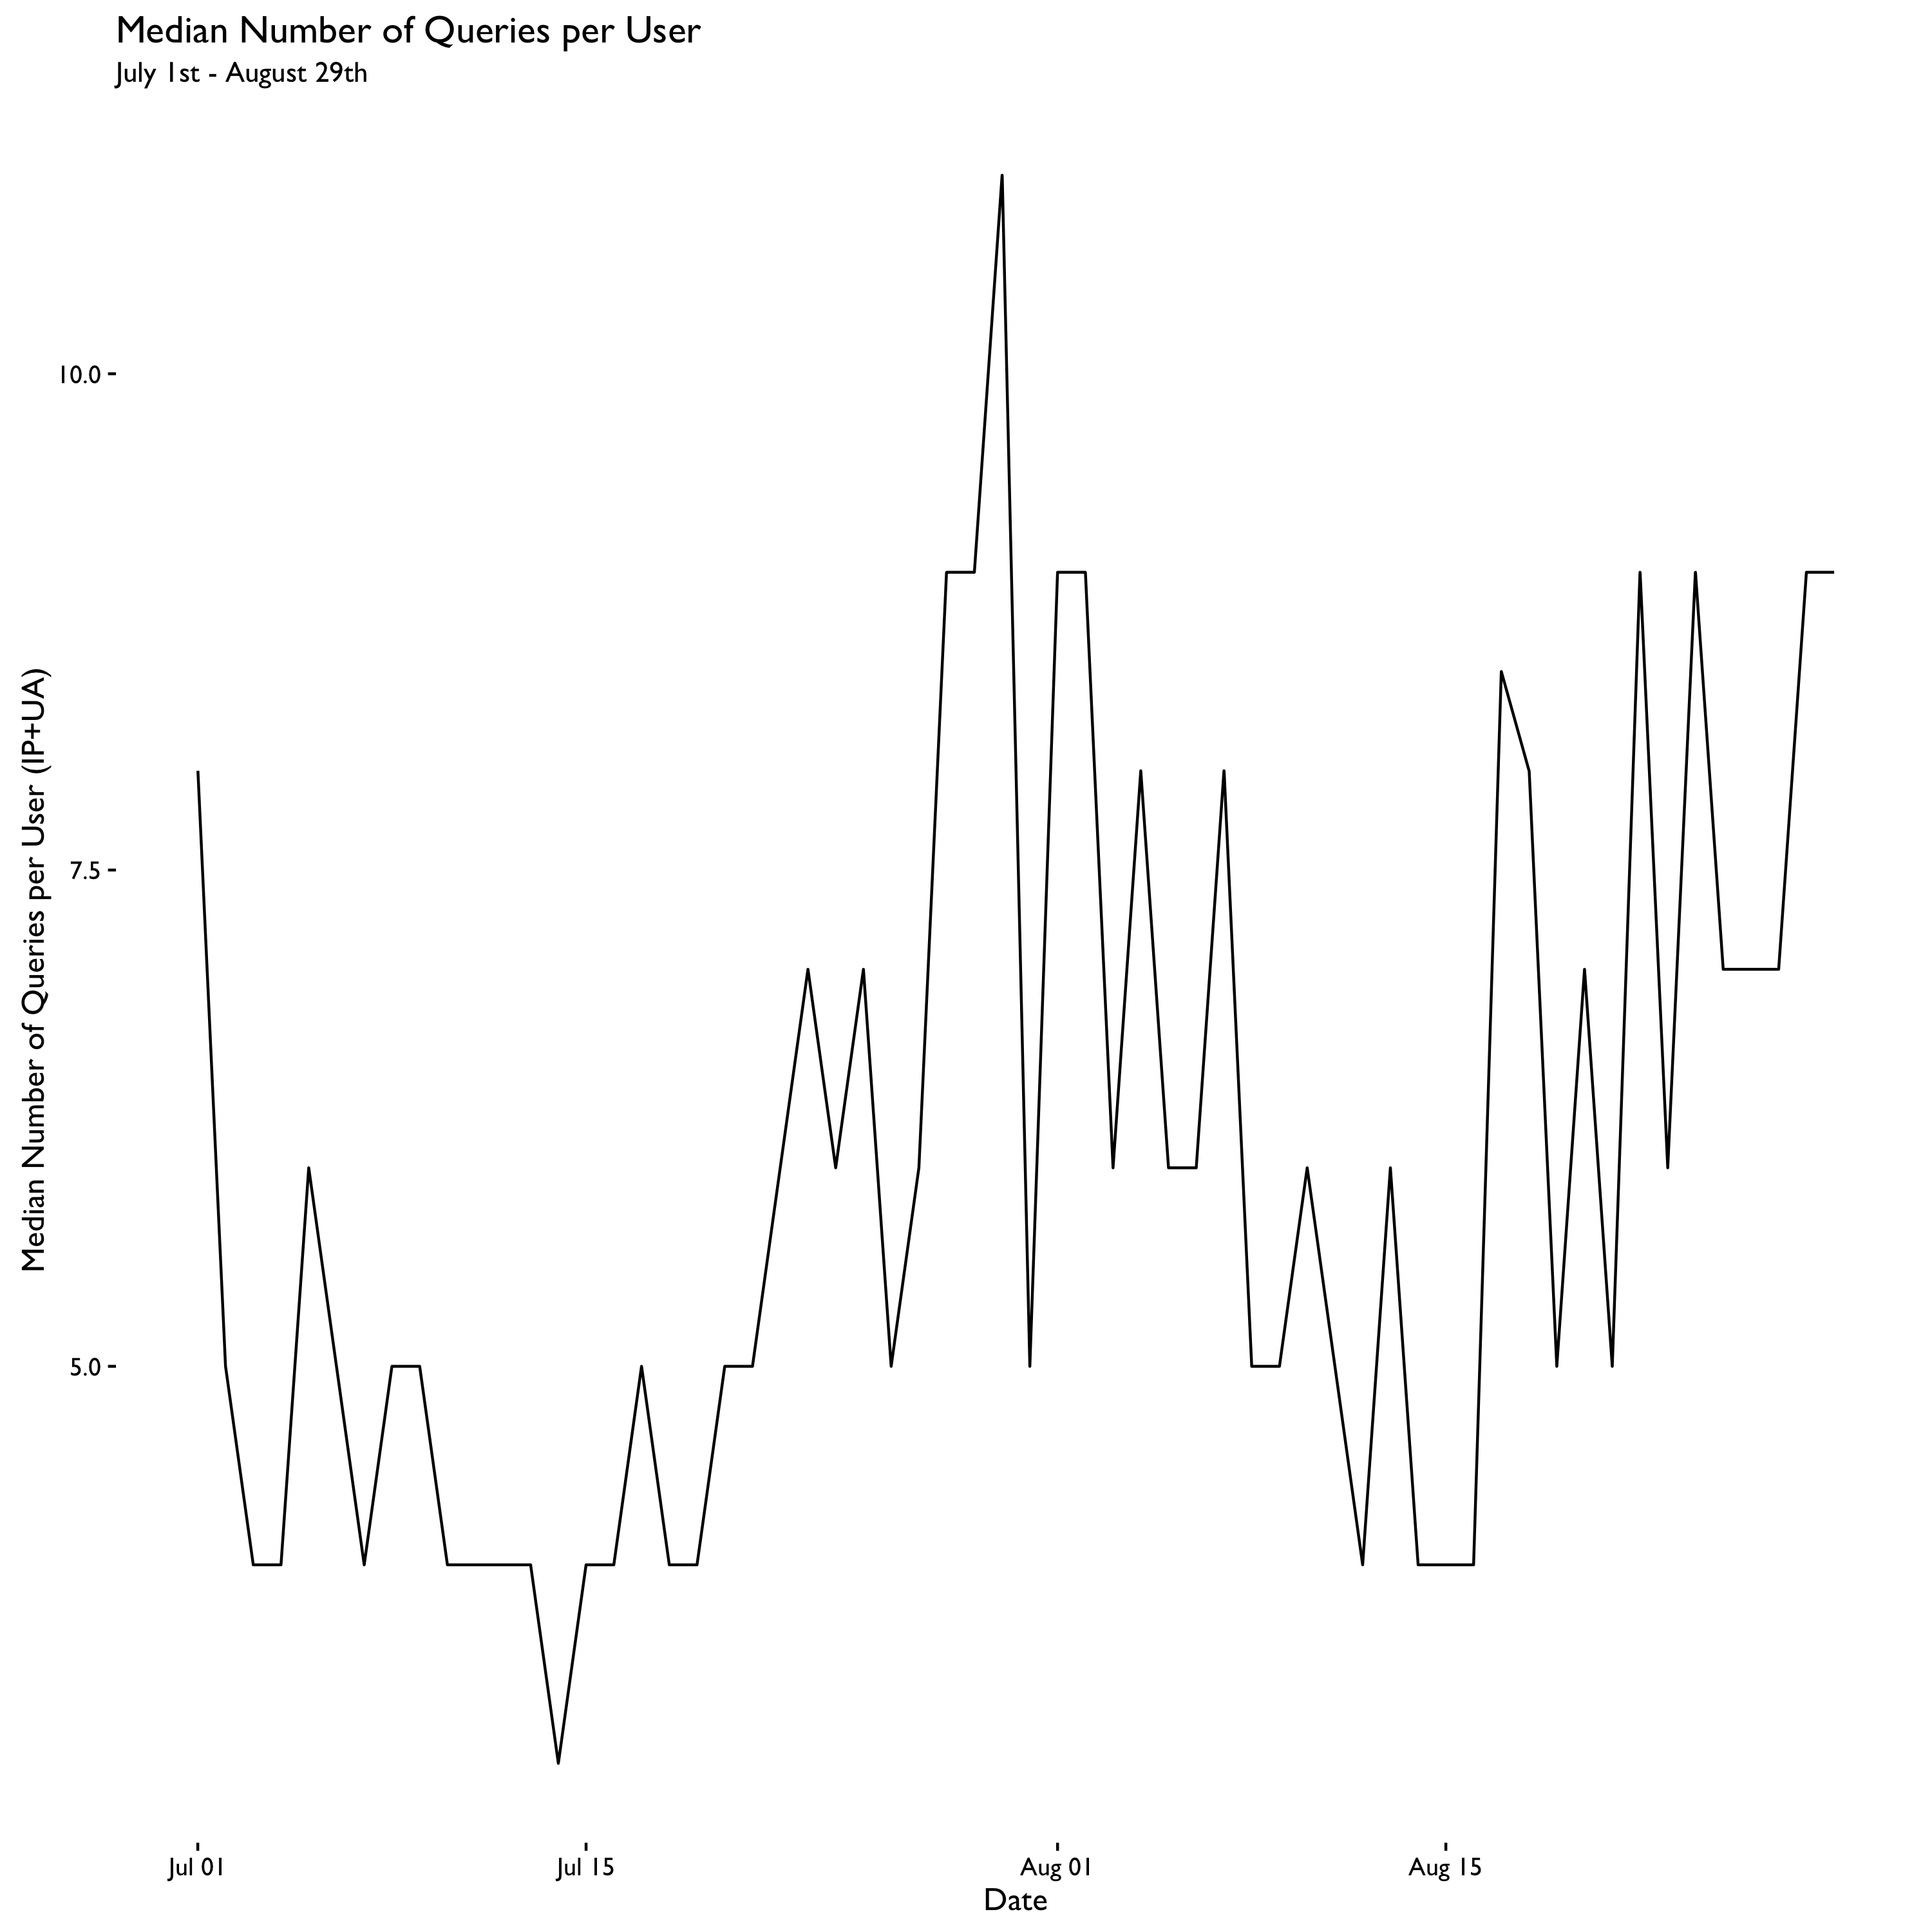 Median Number of Queries per User
July 1st - August 29th
Median Number of Queries per User (IP+UA)
10.0
7.5
5.0
Jul 01
Jul 15
Aug 01
Aug 15
Date